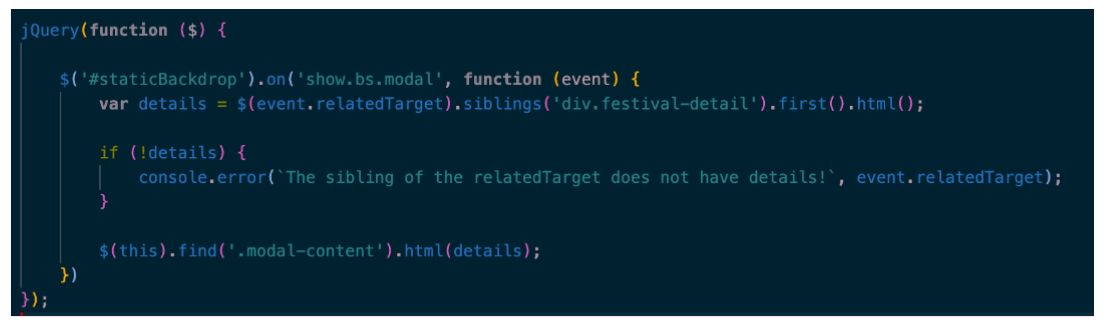 jQuery(function ($) {
$('#staticBackdrop').on('show.bs.modal', function (event) {
var details = $(event.relatedTarget).siblings('div.festival-detail').first().html();
if (!details) {
console.error(`The sibling of the relatedTarget does not have details!`, event.relatedTarget);
}
$(this).find('.modal-content').html(details);
})
});